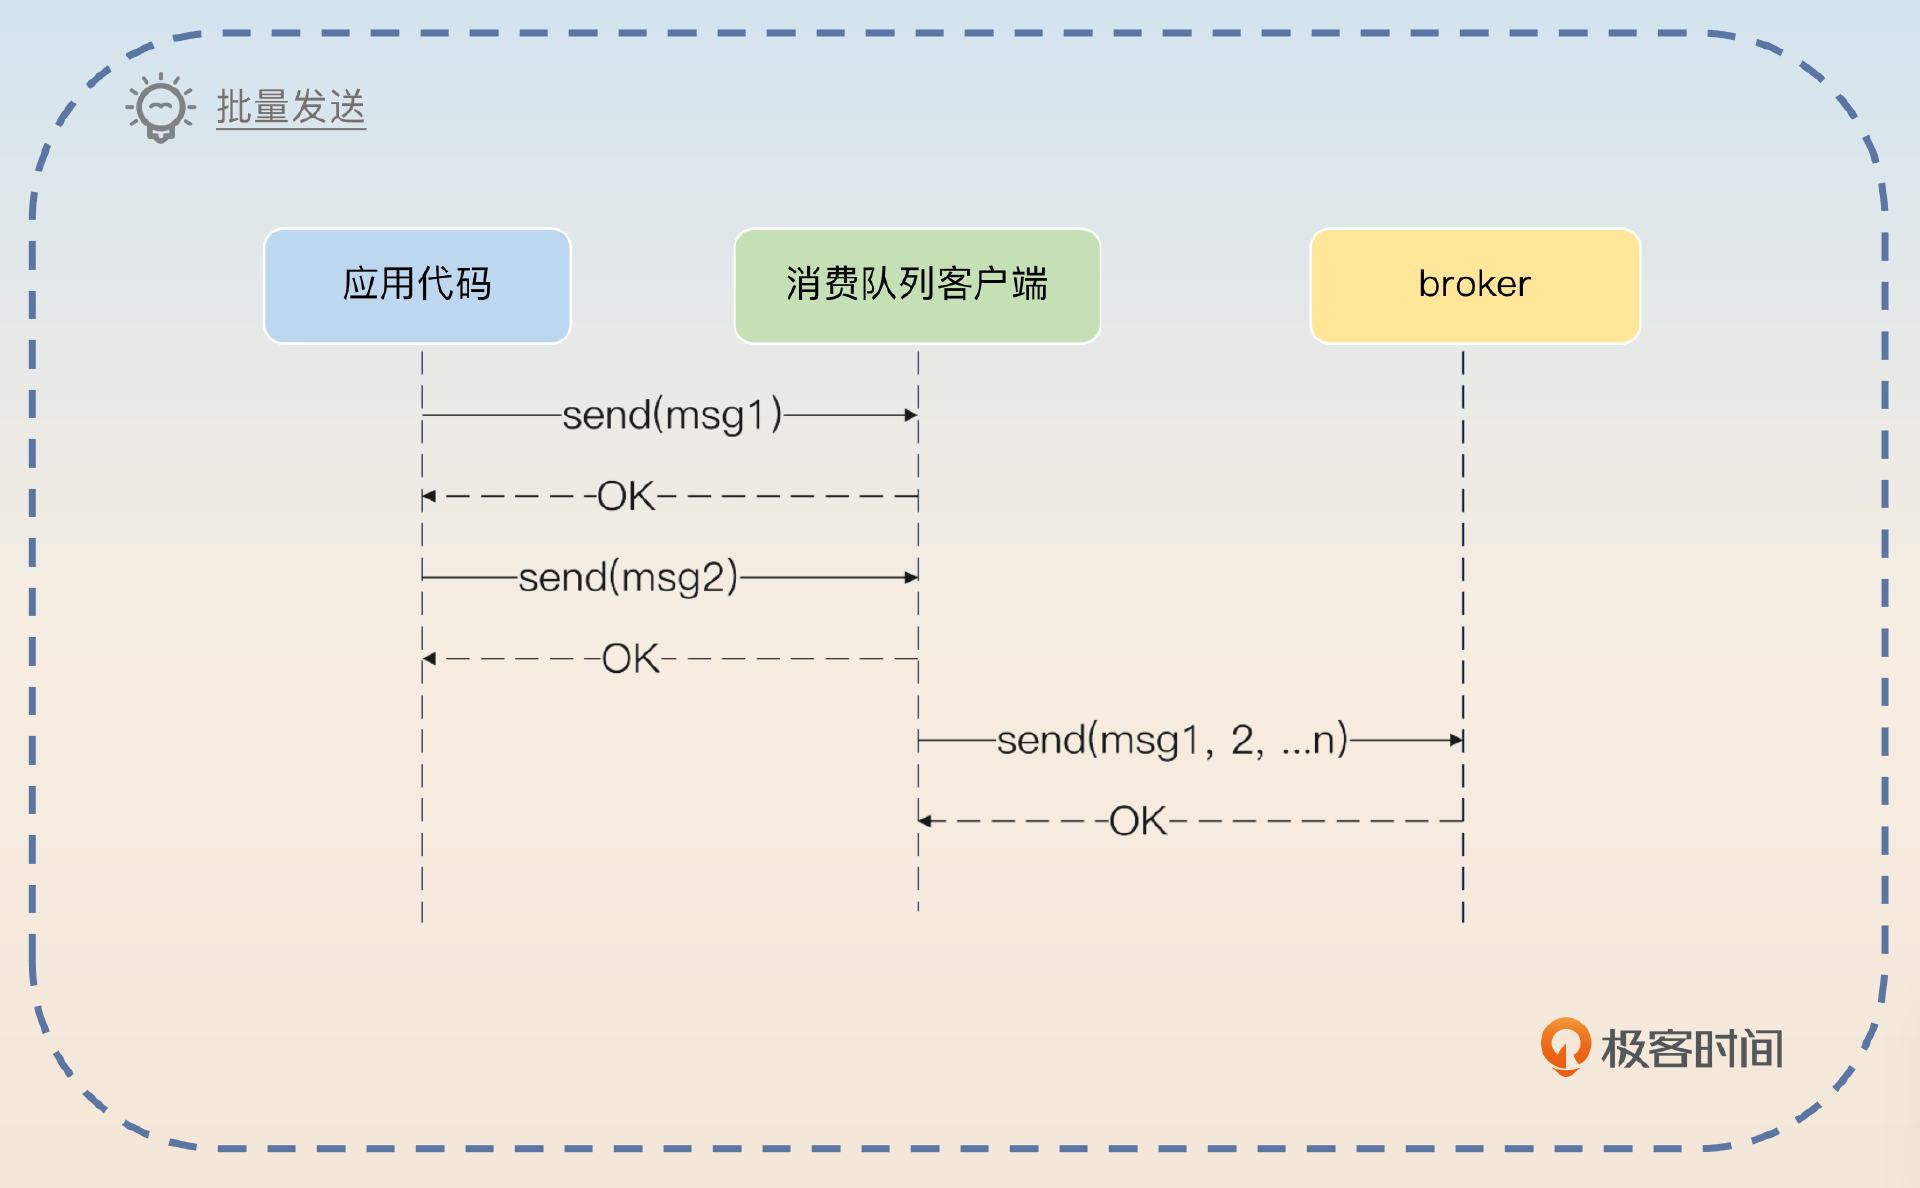 批量发送
应用代码
消费队列客户端
broker
send(msg1)
OK
send(msg2)
OK
send(msg1, 2, ...n)
OK
极客时间